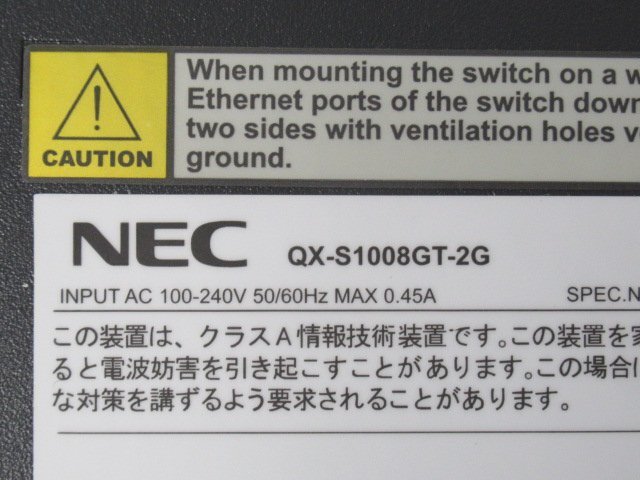 When mounting the switch on a w
CAUTION
Ethernet ports of the switch down
two sides with ventilation holes v
ground.
NEC QX-S1008GT-2G
INPUT AC 100-240V 50/60Hz MAX 0.45A SPEC.N
この装置は、クラスA情報技術装置です。この装置を家
ると電波妨害を引き起こすことがあります。この場合に
な対策を講ずるよう要求されることがあります。